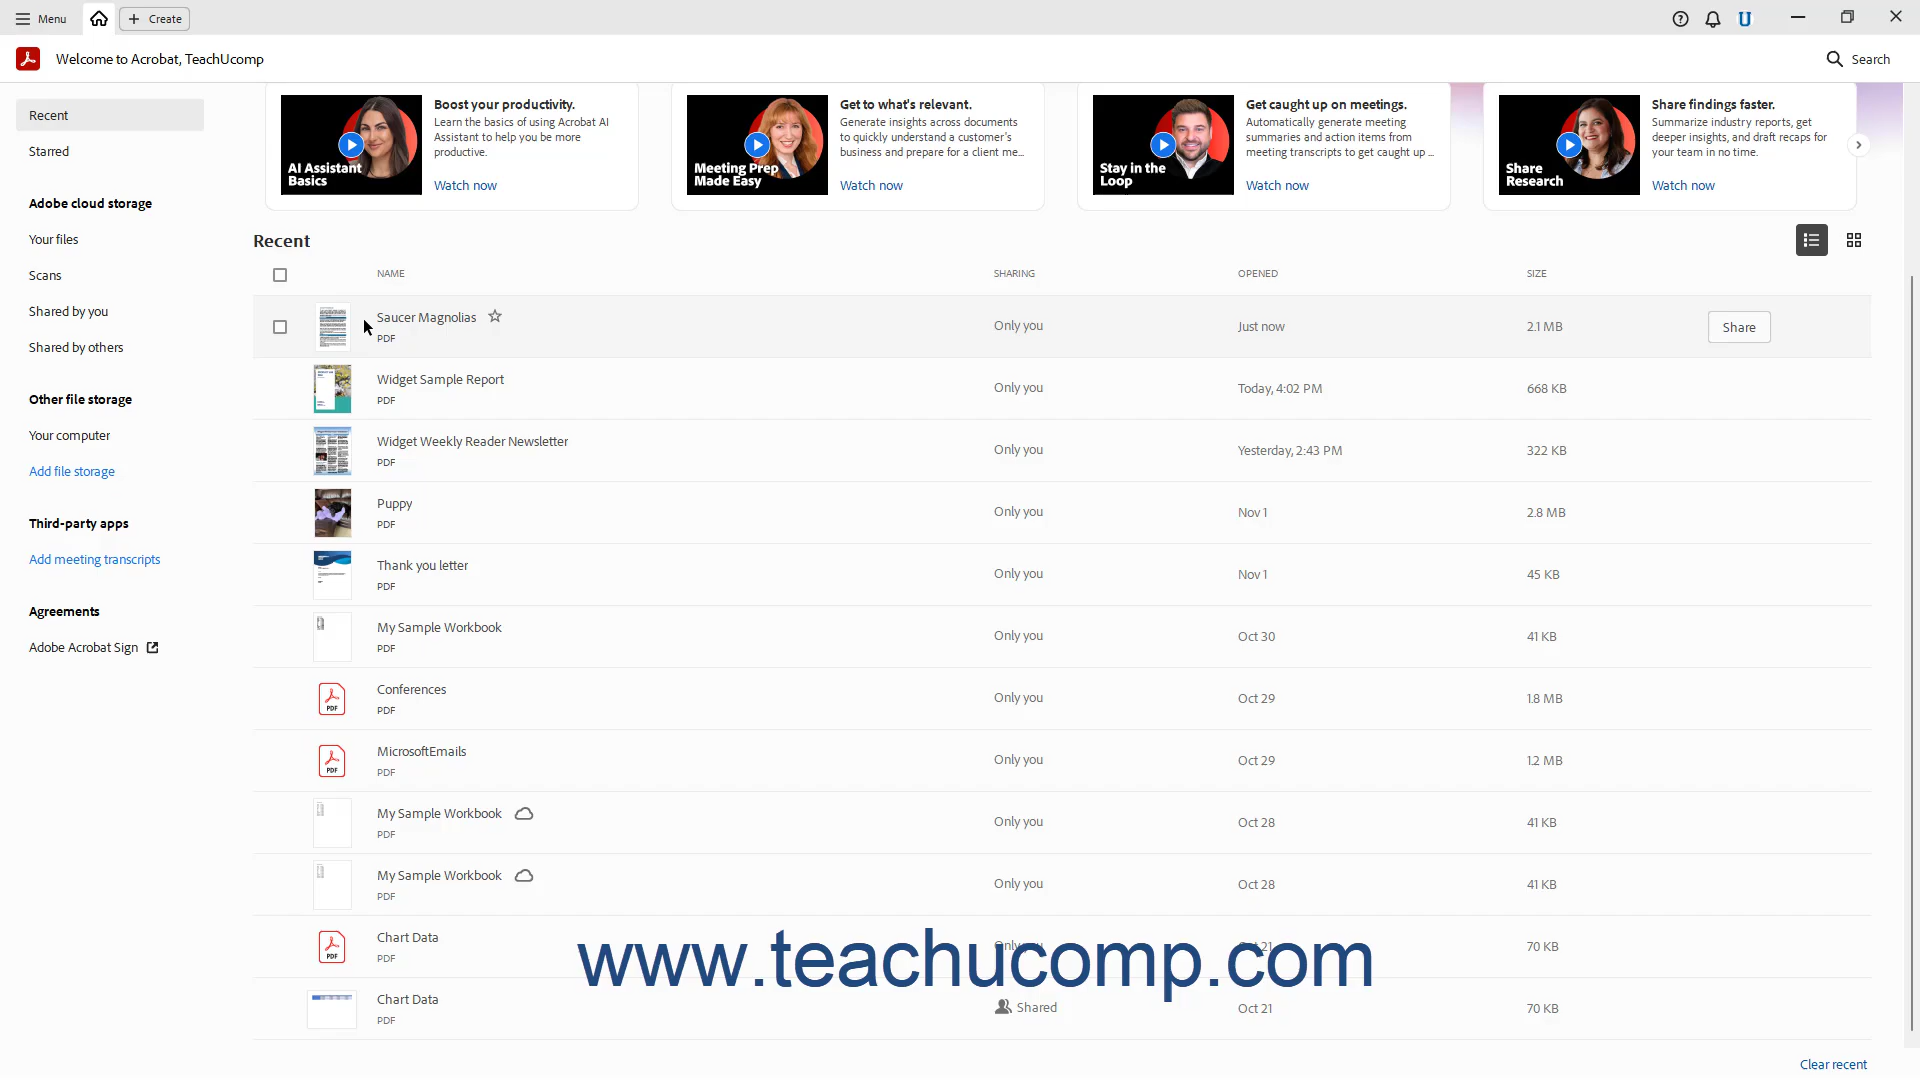 Menu
Create
U
Welcome to Acrobat, TeachUcomp
Search
Recent
Starred
Adobe cloud storage
Your files
Scans
Shared by you
Shared by others
Other file storage
Your computer
Add file storage
Third-party apps
Add meeting transcripts
Agreements
Adobe Acrobat Sign
AI Assistant
Basics
Boost your productivity.
Learn the basics of using Acrobat AI
Assistant to help you be more
productive.
Watch now
Meeting Prep
Made Easy
Get to what's relevant.
Generate insights across documents
to quickly understand a customer's
business and prepare for a client me...
Watch now
Stay in the
Loop
Get caught up on meetings.
Automatically generate meeting
summaries and action items from
meeting transcripts to get caught up ...
Watch now
Share
Research
Share findings faster.
Summarize industry reports, get
deeper insights, and draft recaps for
your team in no time.
Watch now
Recent
NAME SHARING OPENED SIZE
Saucer Magnolias
PDF
Only you Just now 2.1 MB Share
Widget Sample Report
PDF
Only you Today, 4:02 PM 668 KB
Widget Weekly Reader Newsletter
PDF
Only you Yesterday, 2:43 PM 322 KB
Puppy
PDF
Only you Nov 1 2.8 MB
Thank you letter
PDF
Only you Nov 1 45 KB
My Sample Workbook
PDF
Only you Oct 30 41 KB
PDF
Conferences
PDF
Only you Oct 29 1.8 MB
PDF
MicrosoftEmails
PDF
Only you Oct 29 1.2 MB
My Sample Workbook
PDF
Only you Oct 28 41 KB
My Sample Workbook
PDF
Only you Oct 28 41 KB
PDF
Chart Data
PDF
Only you Oct 21 70 KB
www.teachucomp.com
Chart Data
PDF
Shared Oct 21 70 KB
Clear recent